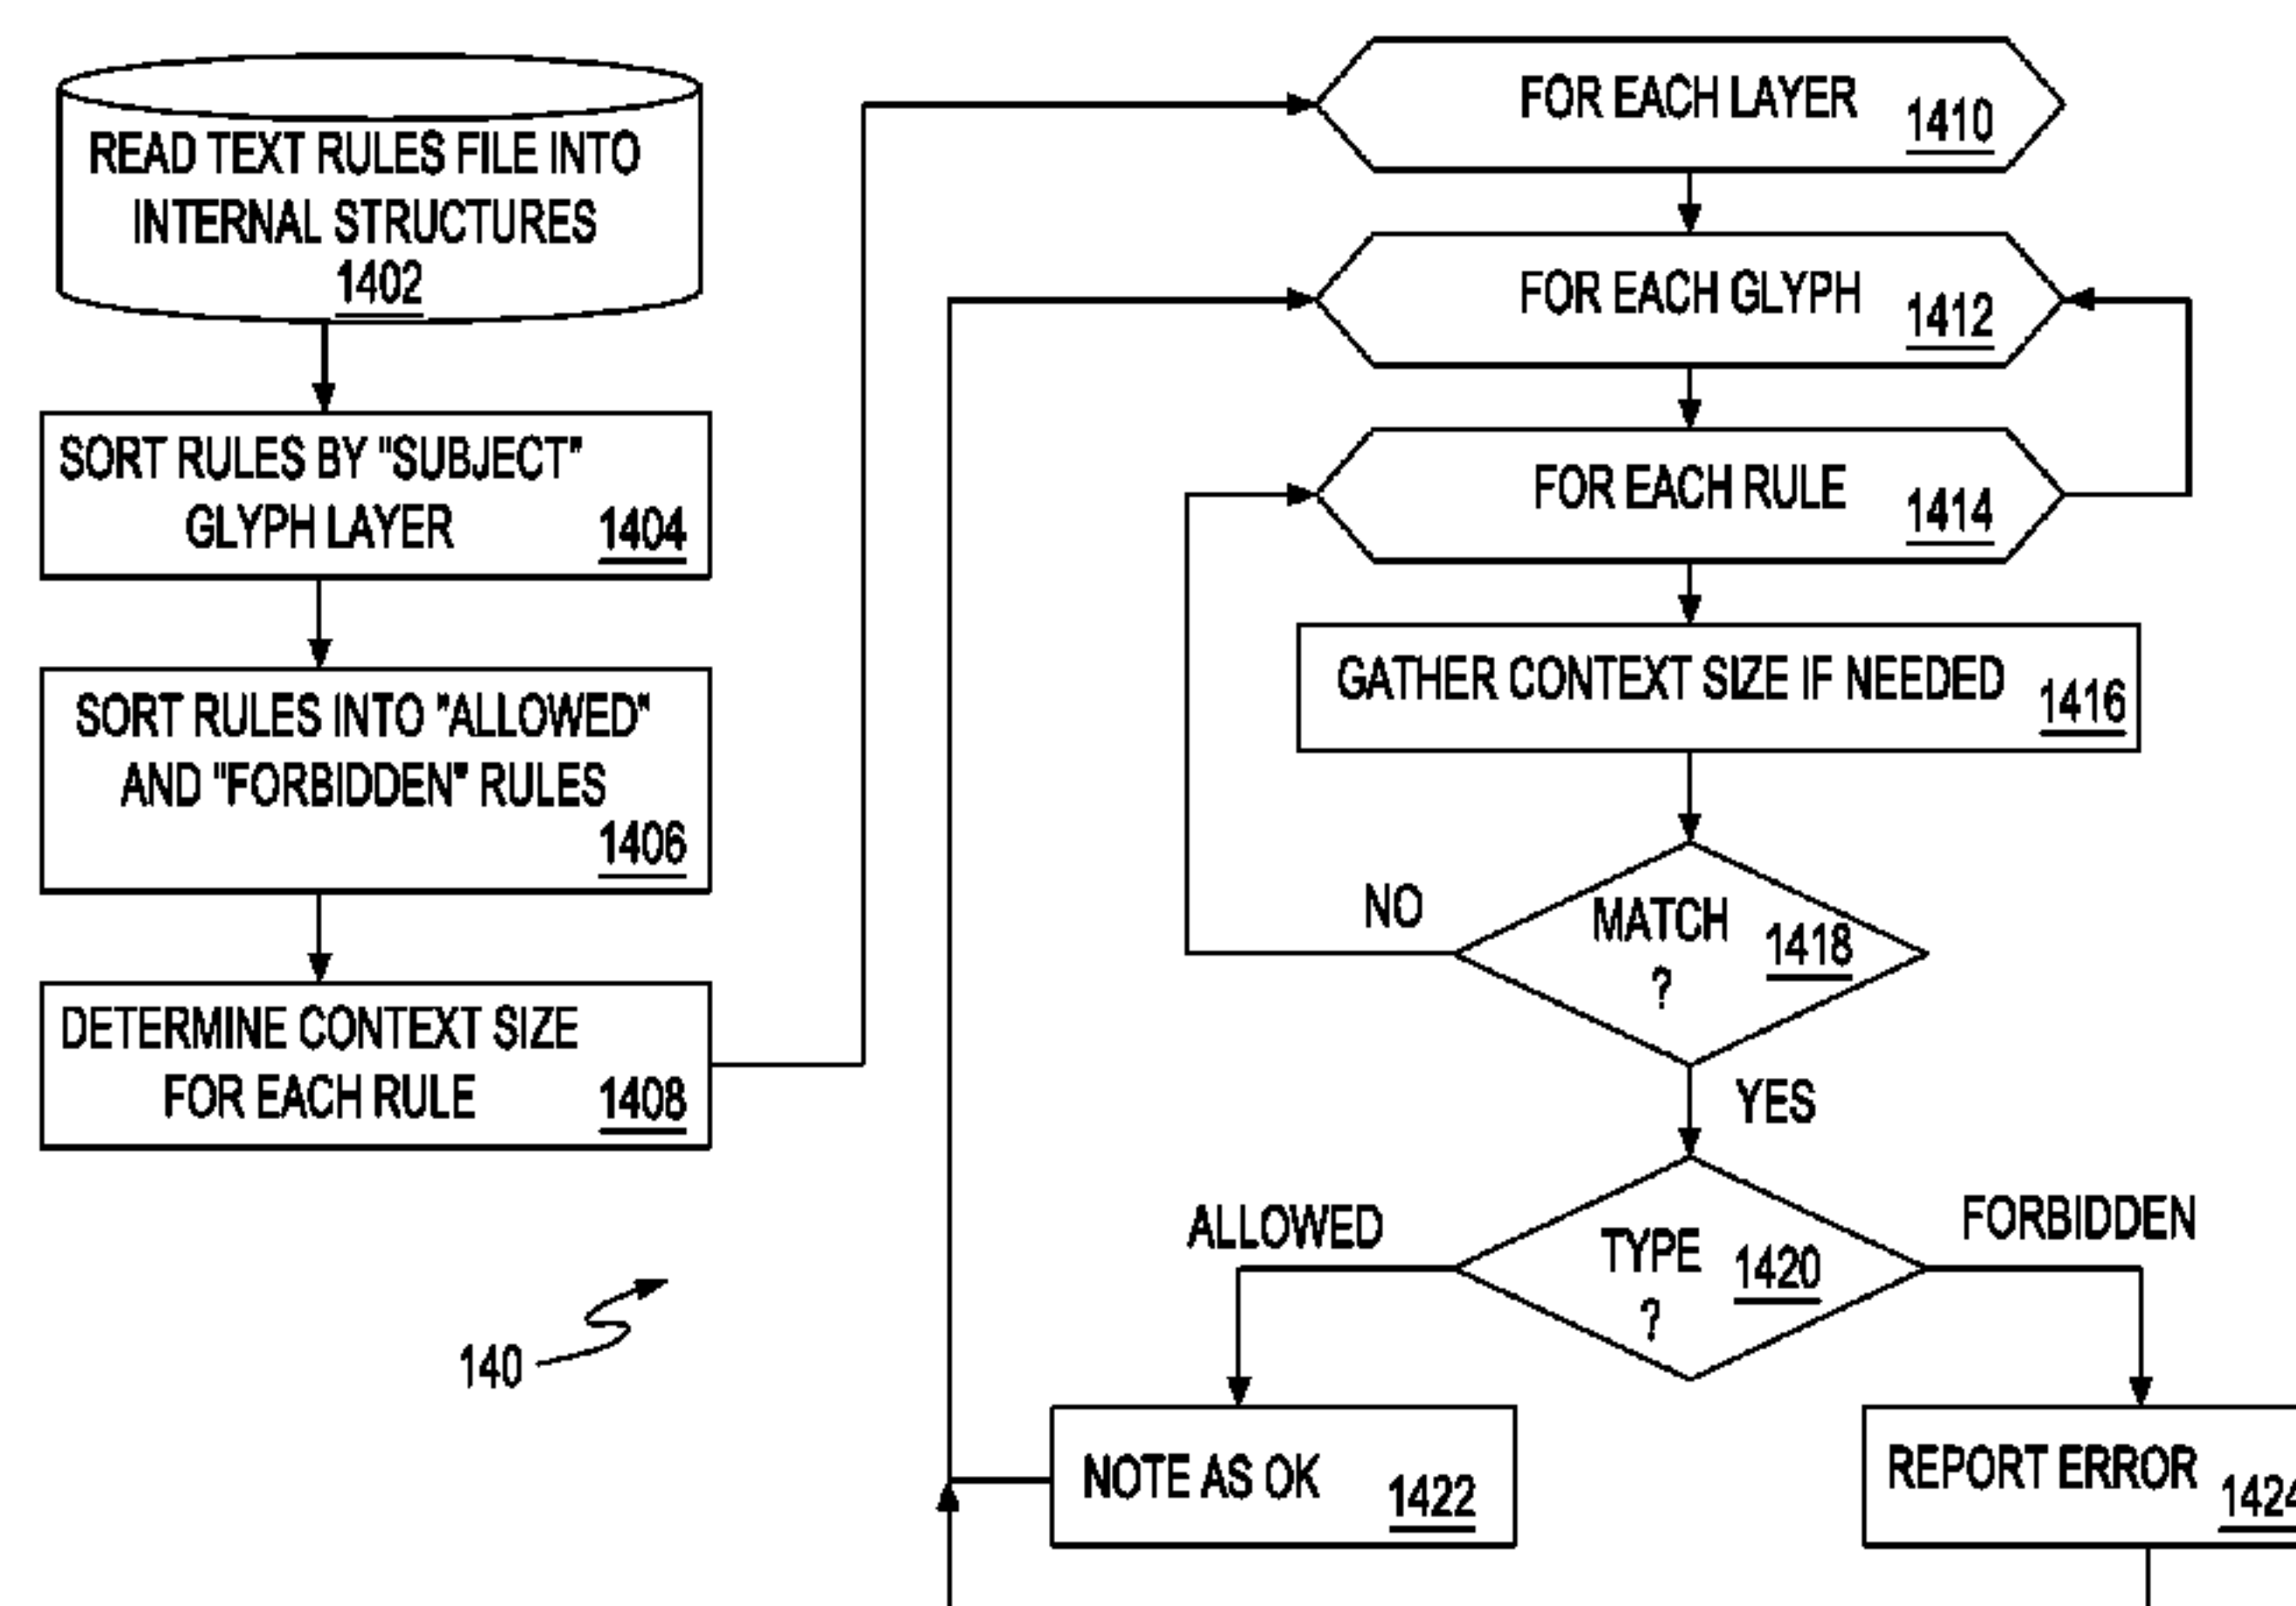 READ TEXT RULES FILE INTO
INTERNAL STRUCTURES
1402
SORT RULES BY "SUBJECT"
GLYPH LAYER 1404
SORT RULES INTO "ALLOWED"
AND "FORBIDDEN" RULES
1406
DETERMINE CONTEXT SIZE
FOR EACH RULE 1408
140
FOR EACH LAYER 1410
FOR EACH GLYPH 1412
FOR EACH RULE 1414
GATHER CONTEXT SIZE IF NEEDED 1416
NO
MATCH 1418
?
YES
ALLOWED
TYPE 1420
?
FORBIDDEN
NOTE AS OK 1422
REPORT ERROR 1424